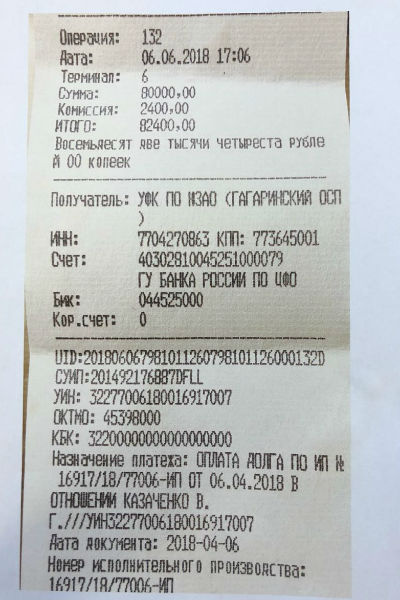 Операция: 132
Дата: 06.06.2018 17:06
Терминал: 6
Сумма: 80000,00
Комиссия: 2400,00
ИТОГО: 82400,00
Восемьдесят две тысячи четыреста рубле
й 00 копеек
Получатель: УФК ПО МЗАО (ГАГАРИНСКИЙ ОСП
)
ИНН: 7704270863 КПП: 773645001
Счет: 40302810045251000079
ГУ БАНКА РОССИИ ПО ЦФО
Бик: 044525000
Кор.счет: 0
UID:2018060679810112607981011260001320
СУИП:201492176887DFLL
УИН: 32277006180016917007
ОКТМО: 45398000
КБК: 32200000000000000000
Назначение платежа: ОПЛАТА ДОЛГА ПО ИП №
16917/18/77006-ИП ОТ 06.04.2018 В
ОТНОШЕНИИ КАЗАЧЕНКО В.
Г.///УИН32277006180016917007
Дата документа: 2018-04-06
Номер исполнительного производства:
16917/18/77006-ИП